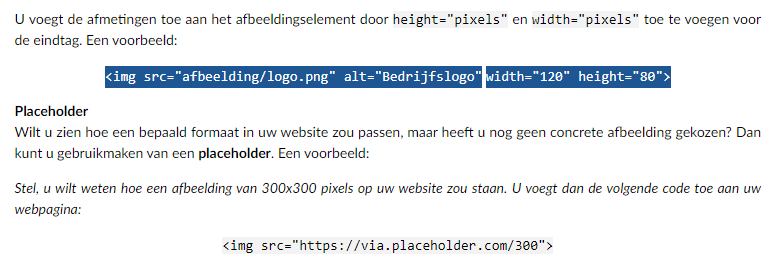 U voegt de afmetingen toe aan het afbeeldingselement door height="pixels" en width="pixels" toe te voegen voor
de eindtag. Een voorbeeld:
<img src="afbeelding/logo.png" alt="Bedrijfslogo" width="120" height="80">
Placeholder
Wilt u zien hoe een bepaald formaat in uw website zou passen, maar heeft u nog geen concrete afbeelding gekozen? Dan
kunt u gebruikmaken van een placeholder. Een voorbeeld:
Stel, u wilt weten hoe een afbeelding van 300x300 pixels op uw website zou staan. U voegt dan de volgende code toe aan uw
webpagina:
<img src="https://via.placeholder.com/300">